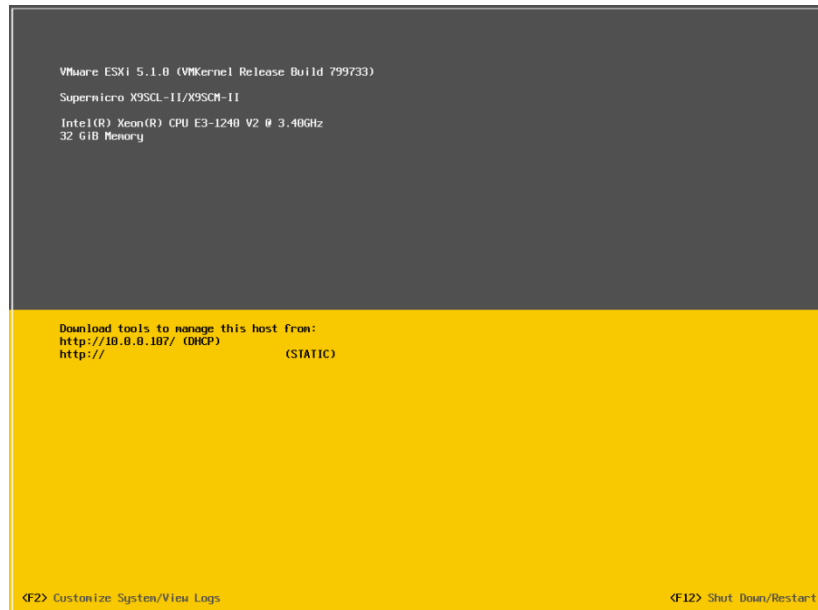 VMware ESXi 5.1.0 (VMKernel Release Build 799733)
Supermicro X9SCL-II/X9SCM-II
Intel(R) Xeon(R) CPU E3-1240 V2 @ 3.40GHz
32 GiB Memory
Download tools to manage this host from:
http://10.0.0.107/ (DHCP)
http:// (STATIC)
<F2> Customize System/View Logs <F12> Shut Down/Restart